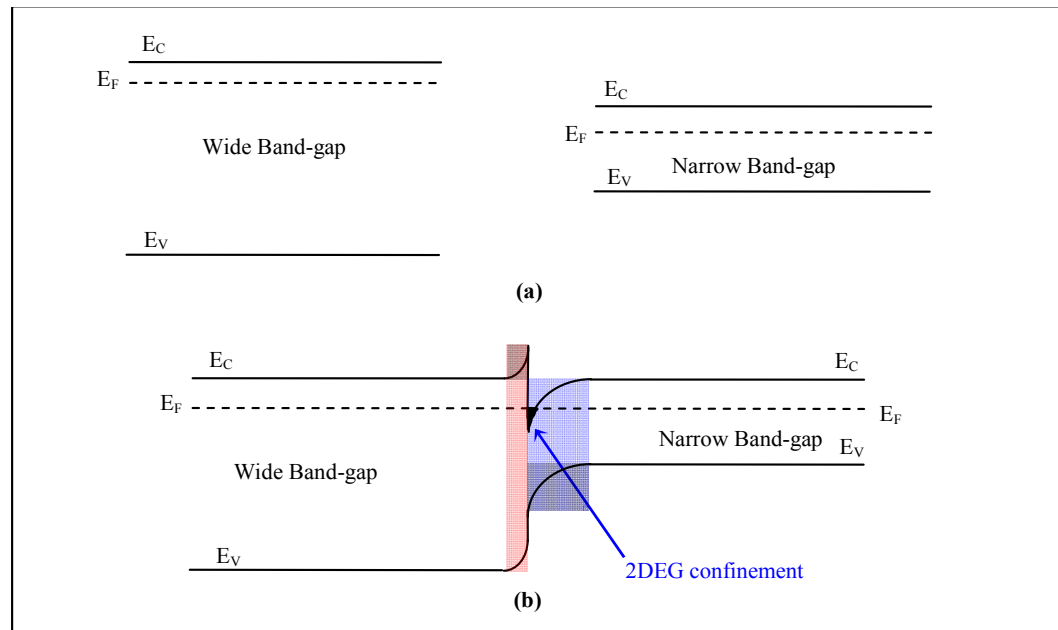 E_C
E_F
Wide Band-gap
E_V
E_C
E_F
Narrow Band-gap
E_V
(a)
E_C
E_F
Wide Band-gap
E_V
E_C
E_F
Narrow Band-gap
E_V
2DEG confinement
(b)